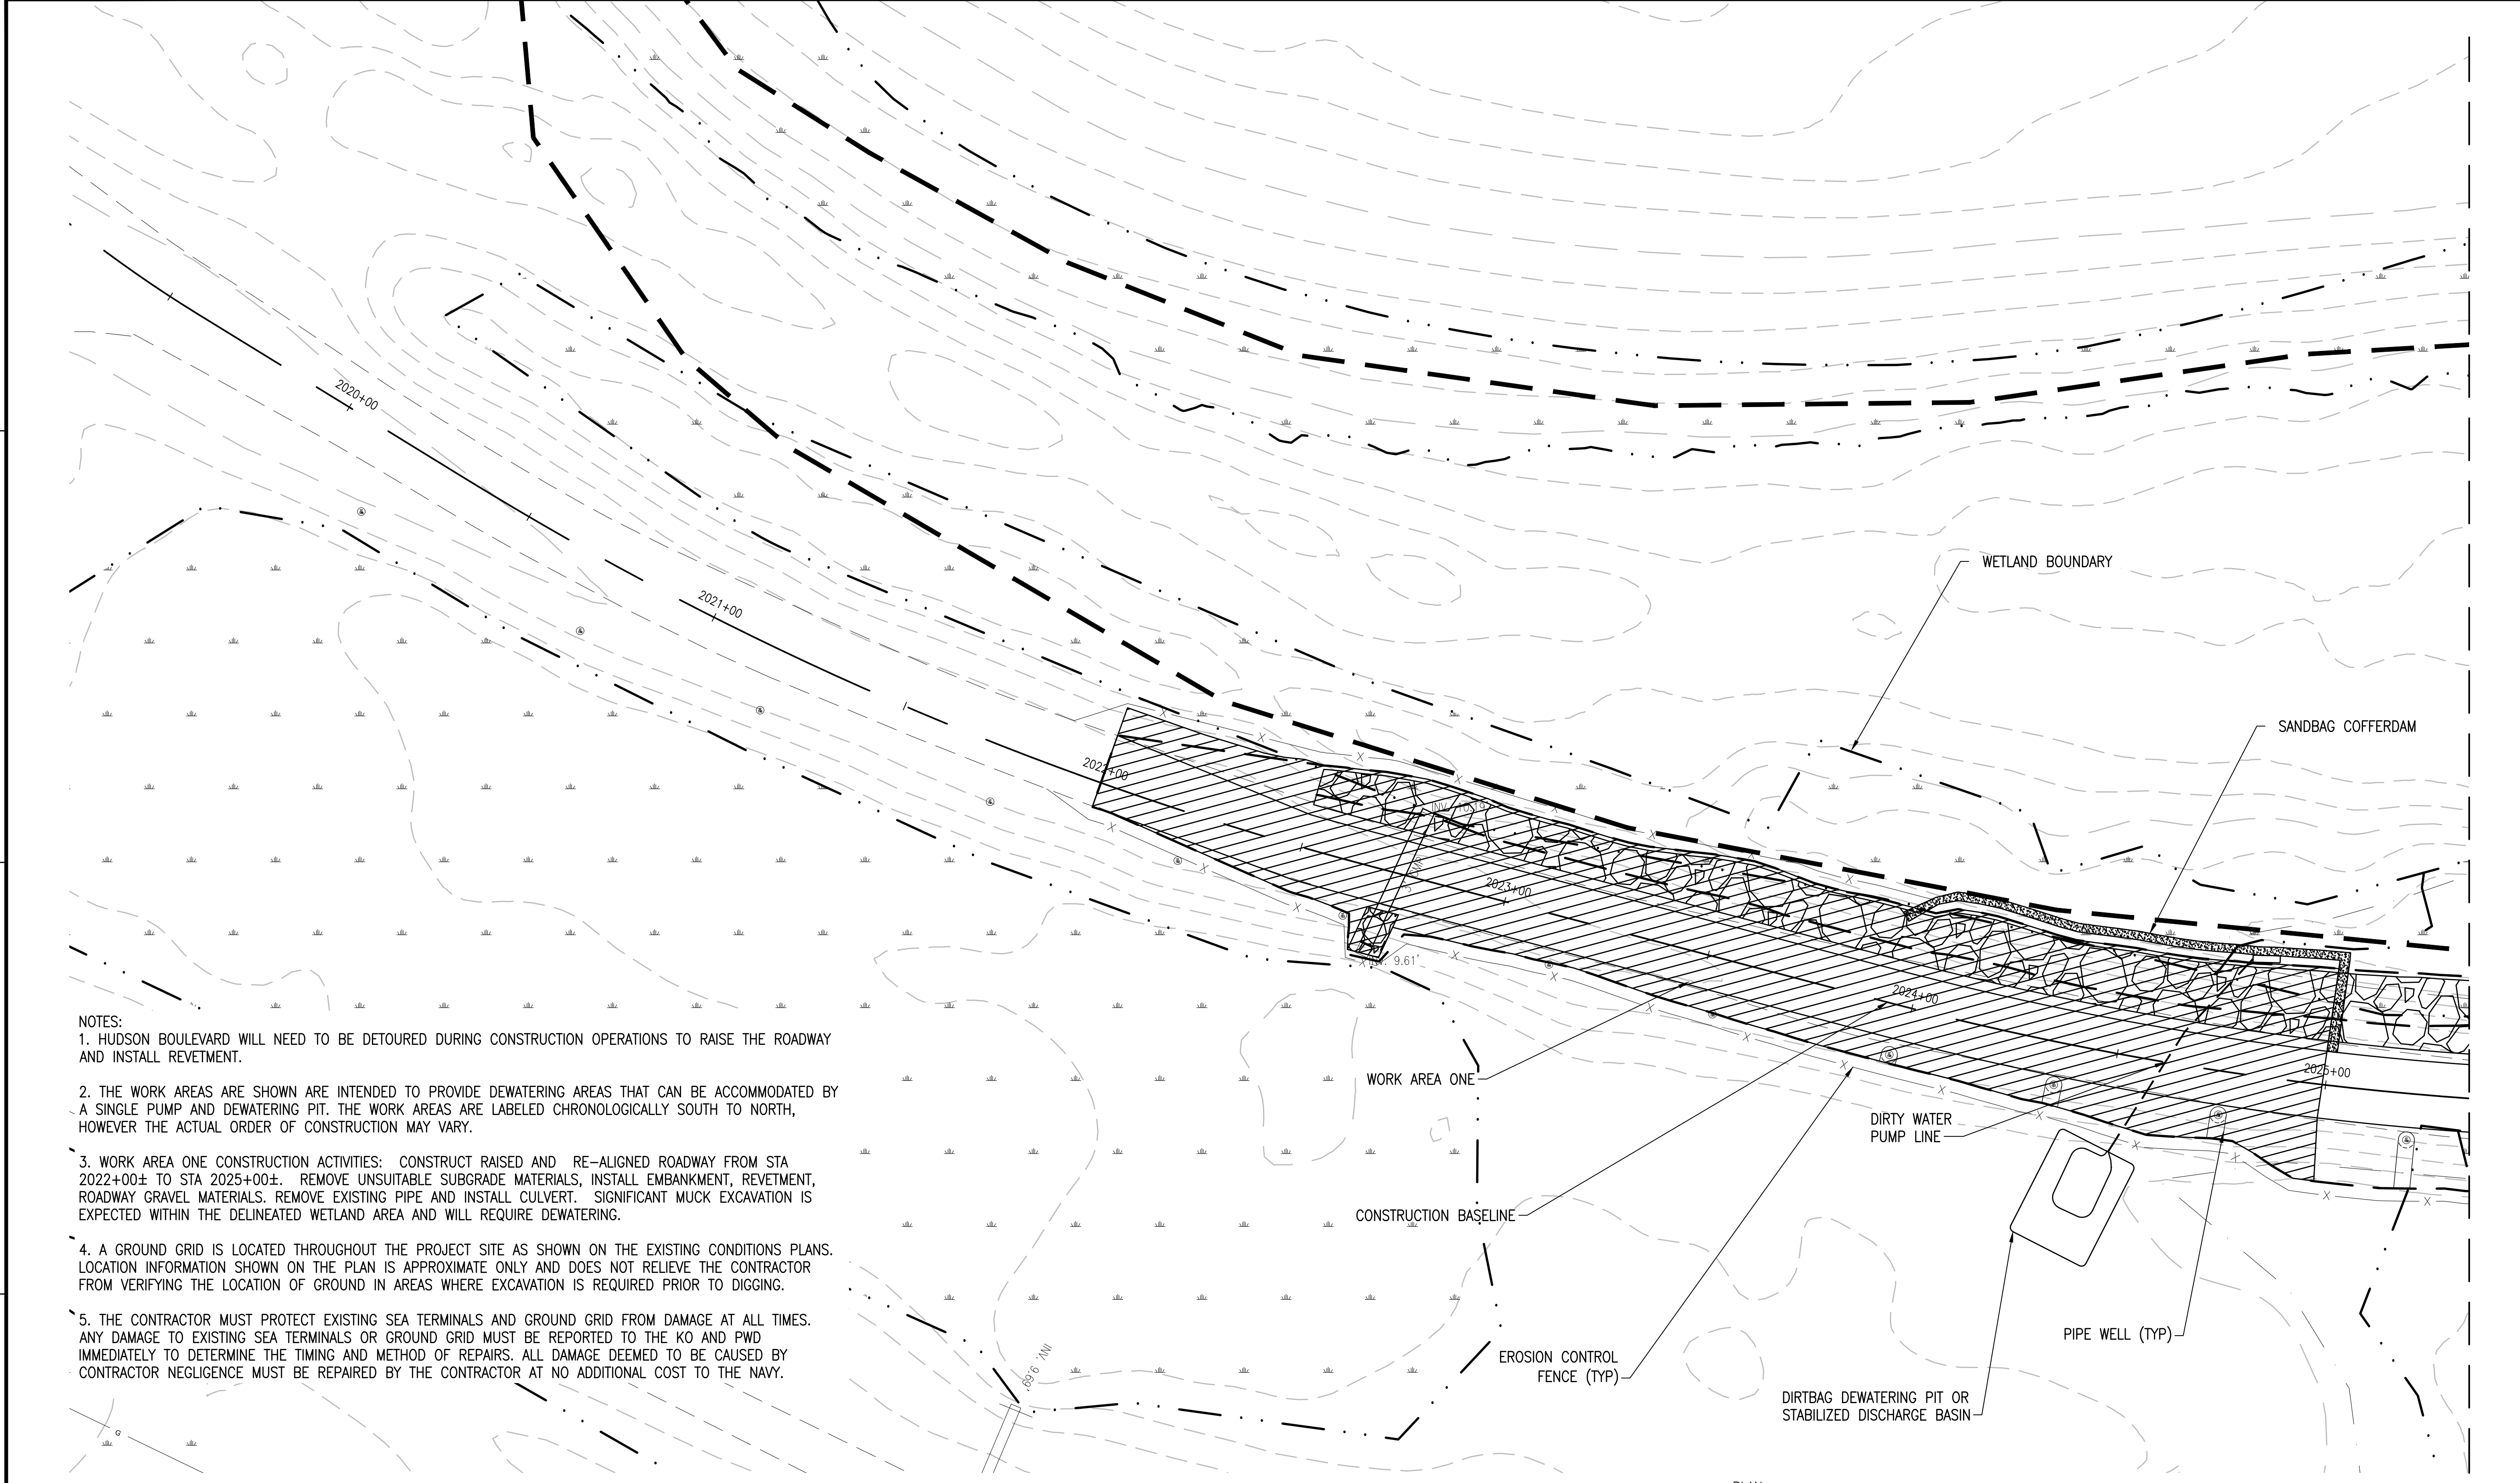 2020+00
2021+00
WETLAND BOUNDARY
SANDBAG COFFERDAM
2022+00
2023+00
INV. 9.61'
2024+00
2025+00
NOTES:
1. HUDSON BOULEVARD WILL NEED TO BE DETOURED DURING CONSTRUCTION OPERATIONS TO RAISE THE ROADWAY
AND INSTALL REVETMENT.
2. THE WORK AREAS ARE SHOWN ARE INTENDED TO PROVIDE DEWATERING AREAS THAT CAN BE ACCOMMODATED BY
A SINGLE PUMP AND DEWATERING PIT. THE WORK AREAS ARE LABELED CHRONOLOGICALLY SOUTH TO NORTH,
HOWEVER THE ACTUAL ORDER OF CONSTRUCTION MAY VARY.
3. WORK AREA ONE CONSTRUCTION ACTIVITIES: CONSTRUCT RAISED AND RE-ALIGNED ROADWAY FROM STA
2022+00± TO STA 2025+00±. REMOVE UNSUITABLE SUBGRADE MATERIALS, INSTALL EMBANKMENT, REVETMENT,
ROADWAY GRAVEL MATERIALS. REMOVE EXISTING PIPE AND INSTALL CULVERT. SIGNIFICANT MUCK EXCAVATION IS
EXPECTED WITHIN THE DELINEATED WETLAND AREA AND WILL REQUIRE DEWATERING.
4. A GROUND GRID IS LOCATED THROUGHOUT THE PROJECT SITE AS SHOWN ON THE EXISTING CONDITIONS PLANS.
LOCATION INFORMATION SHOWN ON THE PLAN IS APPROXIMATE ONLY AND DOES NOT RELIEVE THE CONTRACTOR
FROM VERIFYING THE LOCATION OF GROUND IN AREAS WHERE EXCAVATION IS REQUIRED PRIOR TO DIGGING.
5. THE CONTRACTOR MUST PROTECT EXISTING SEA TERMINALS AND GROUND GRID FROM DAMAGE AT ALL TIMES.
ANY DAMAGE TO EXISTING SEA TERMINALS OR GROUND GRID MUST BE REPORTED TO THE KO AND PWD
IMMEDIATELY TO DETERMINE THE TIMING AND METHOD OF REPAIRS. ALL DAMAGE DEEMED TO BE CAUSED BY
CONTRACTOR NEGLIGENCE MUST BE REPAIRED BY THE CONTRACTOR AT NO ADDITIONAL COST TO THE NAVY.
WORK AREA ONE
DIRTY WATER
PUMP LINE
CONSTRUCTION BASELINE
PIPE WELL (TYP)
EROSION CONTROL
FENCE (TYP)
DIRTBAG DEWATERING PIT OR
STABILIZED DISCHARGE BASIN
INV. 9.69'
G